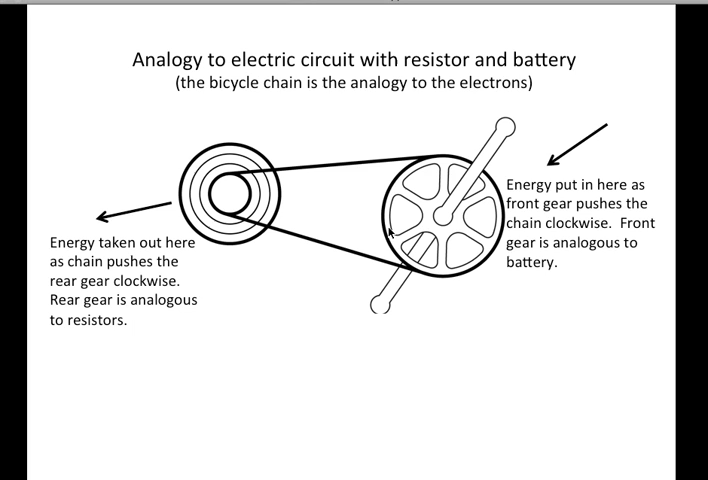 Analogy to electric circuit with resistor and battery
(the bicycle chain is the analogy to the electrons)
Energy put in here as
front gear pushes the
chain clockwise.  Front
gear is analogous to
battery.
Energy taken out here
as chain pushes the
rear gear clockwise.
Rear gear is analogous
to resistors.